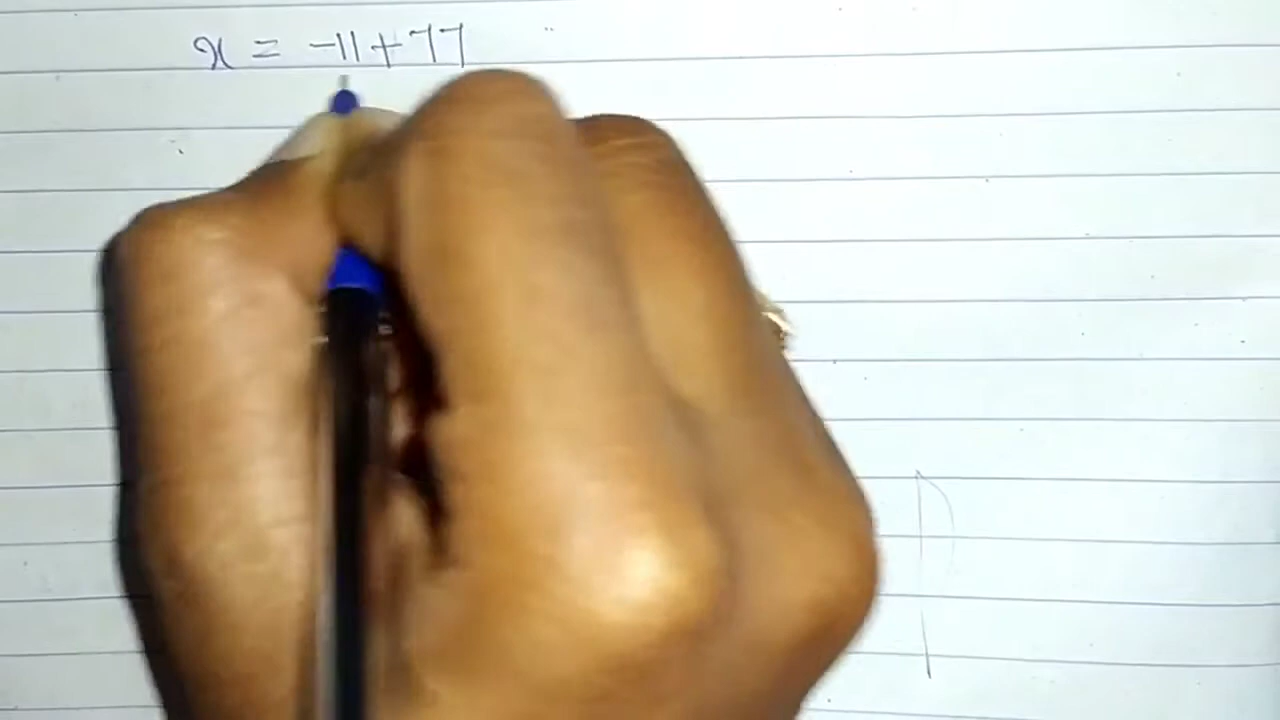 x = -11+77